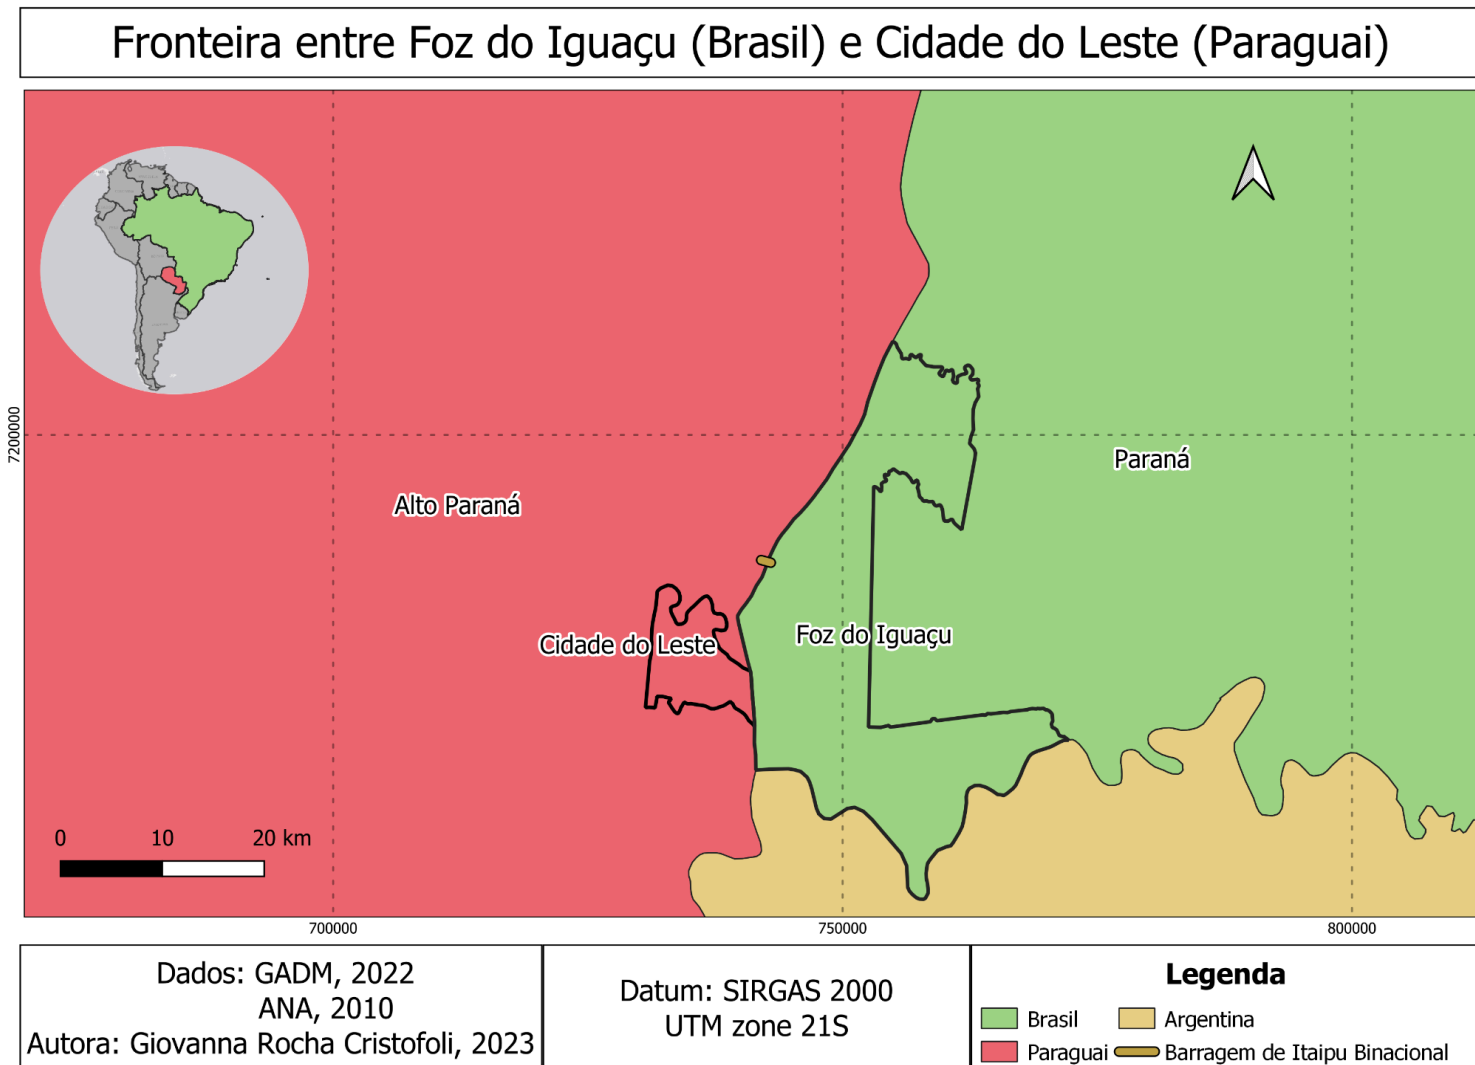 Fronteira entre Foz do Iguaçu (Brasil) e Cidade do Leste (Paraguai)
7200000
Paraná
Alto Paraná
Foz do Iguaçu
Cidade do Leste
0 10 20 km
700000 750000 800000
Dados: GADM, 2022
ANA, 2010
Autora: Giovanna Rocha Cristofoli, 2023
Datum: SIRGAS 2000
UTM zone 21S
Legenda
Brasil Argentina
Paraguai Barragem de Itaipu Binacional